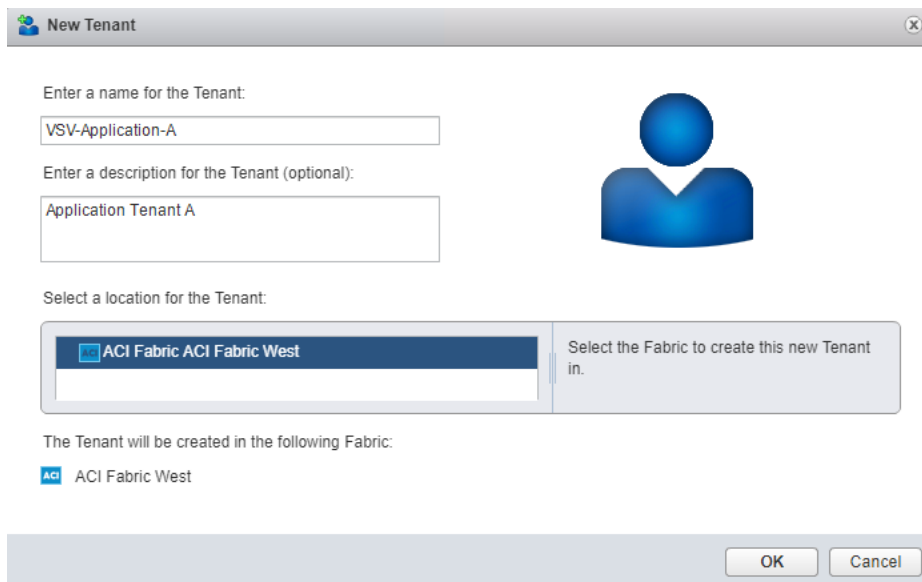 New Tenant
Enter a name for the Tenant:
VSV-Application-A
Enter a description for the Tenant (optional):
Application Tenant A
Select a location for the Tenant:
ACI ACI Fabric ACI Fabric West
Select the Fabric to create this new Tenant
in.
The Tenant will be created in the following Fabric:
ACI ACI Fabric West
OK Cancel